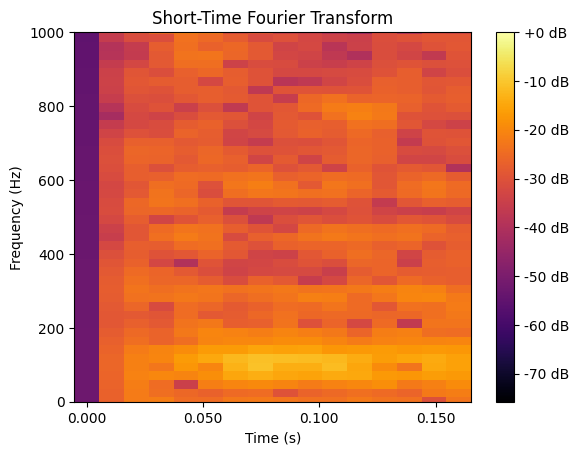 Short-Time Fourier Transform
Frequency (Hz)
1000
800
600
400
200
0
0.000
0.050
0.100
0.150
Time (s)
+0 dB
-10 dB
-20 dB
-30 dB
-40 dB
-50 dB
-60 dB
-70 dB